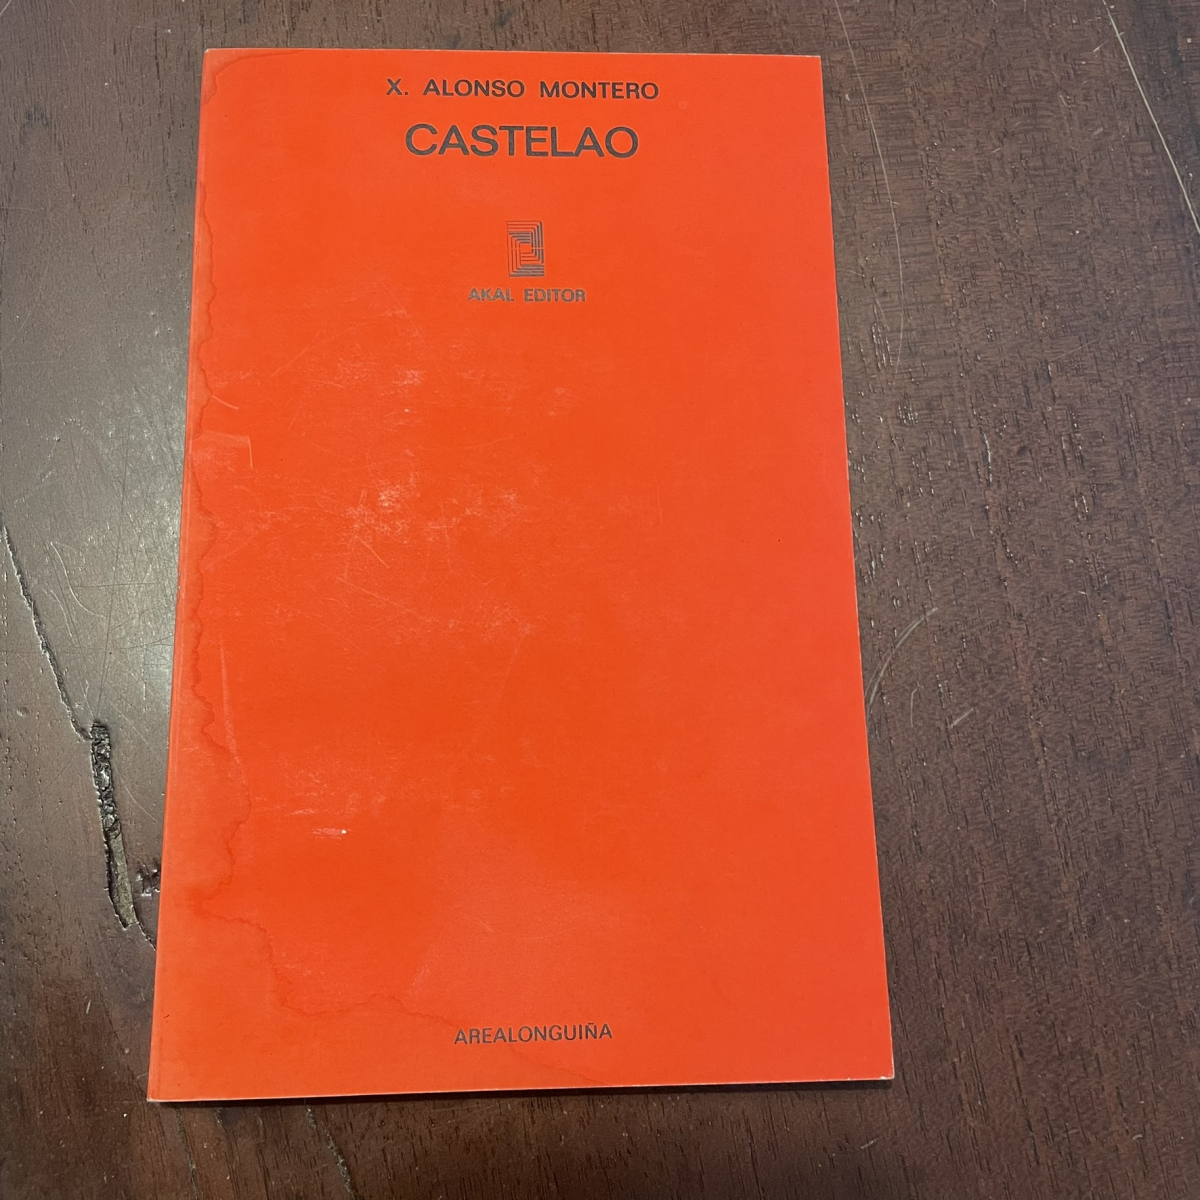 X. ALONSO MONTERO
CASTELAO
AKAL EDITOR
AREALONGUIÑA